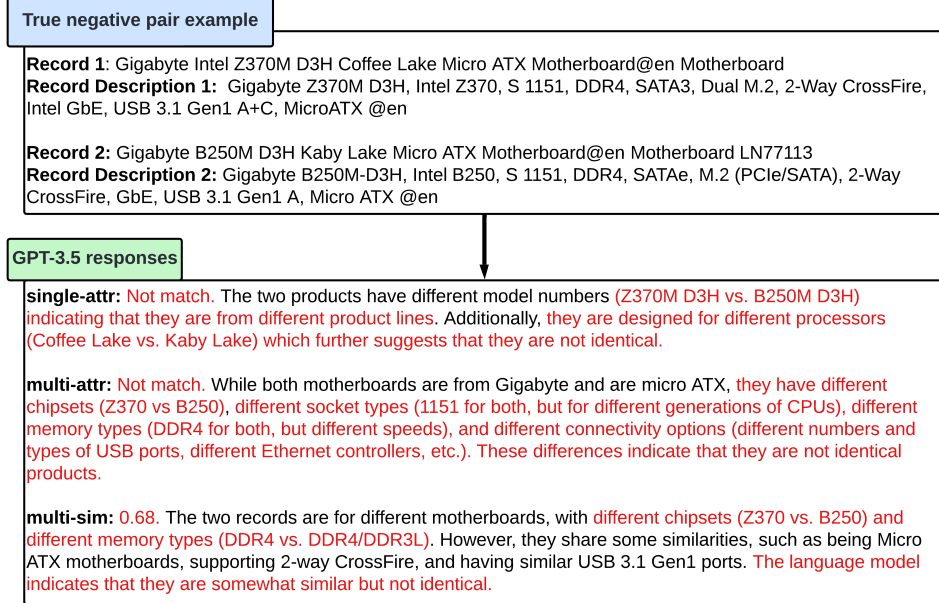 True negative pair example
Record 1: Gigabyte Intel Z370M D3H Coffee Lake Micro ATX Motherboard@en Motherboard
Record Description 1:  Gigabyte Z370M D3H, Intel Z370, S 1151, DDR4, SATA3, Dual M.2, 2-Way CrossFire,
Intel GbE, USB 3.1 Gen1 A+C, MicroATX @en
Record 2: Gigabyte B250M D3H Kaby Lake Micro ATX Motherboard@en Motherboard LN77113
Record Description 2: Gigabyte B250M-D3H, Intel B250, S 1151, DDR4, SATAe, M.2 (PCIe/SATA), 2-Way
CrossFire, GbE, USB 3.1 Gen1 A, Micro ATX @en
GPT-3.5 responses
single-attr: Not match. The two products have different model numbers (Z370M D3H vs. B250M D3H)
indicating that they are from different product lines. Additionally, they are designed for different processors
(Coffee Lake vs. Kaby Lake) which further suggests that they are not identical.
multi-attr: Not match. While both motherboards are from Gigabyte and are micro ATX, they have different
chipsets (Z370 vs B250), different socket types (1151 for both, but for different generations of CPUs), different
memory types (DDR4 for both, but different speeds), and different connectivity options (different numbers and
types of USB ports, different Ethernet controllers, etc.). These differences indicate that they are not identical
products.
multi-sim: 0.68. The two records are for different motherboards, with different chipsets (Z370 vs. B250) and
different memory types (DDR4 vs. DDR4/DDR3L). However, they share some similarities, such as being Micro
ATX motherboards, supporting 2-way CrossFire, and having similar USB 3.1 Gen1 ports. The language model
indicates that they are somewhat similar but not identical.